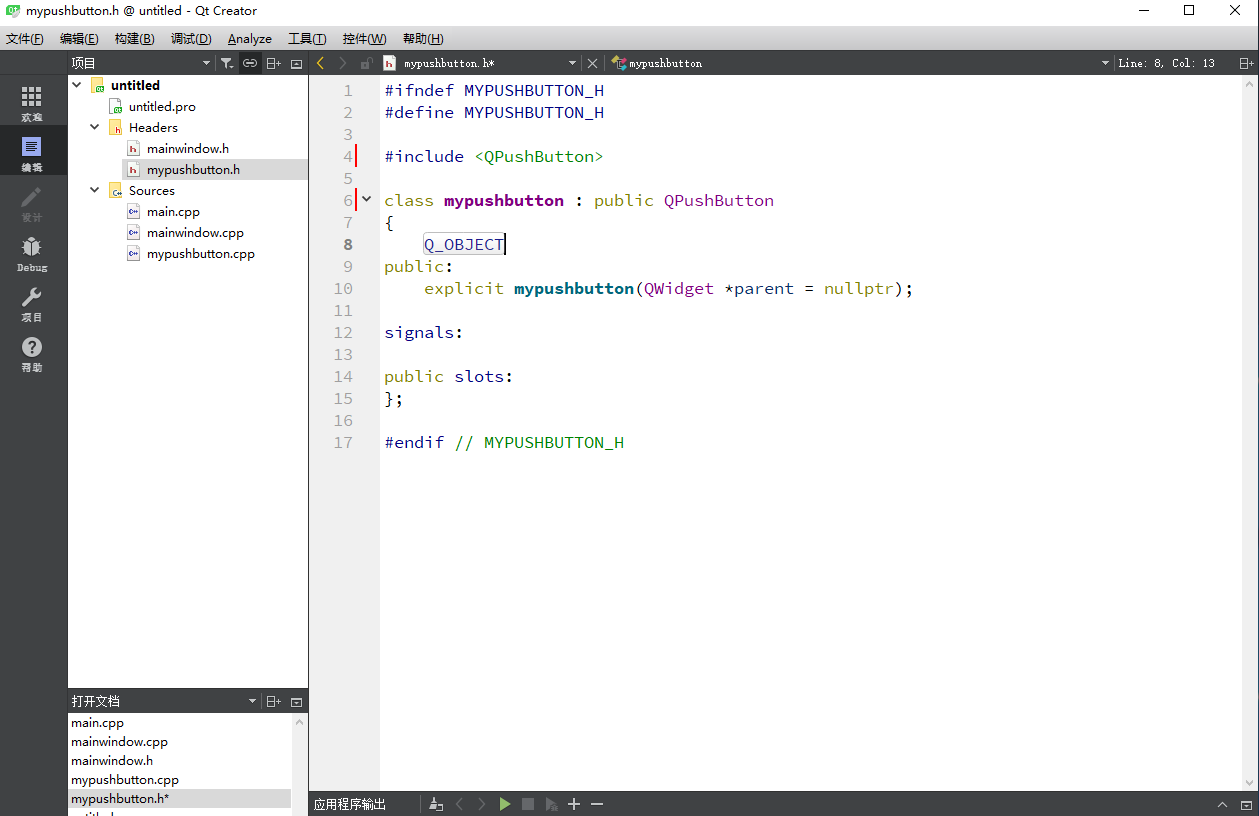 mypushbutton.h @ untitled - Qt Creator
文件(F) 编辑(E) 构建(B) 调试(D) Analyze 工具(T) 控件(W) 帮助(H)
项目
mypushbutton.h*
mypushbutton
Line: 8, Col: 13
欢迎
编辑
设计
Debug
项目
帮助
untitled
untitled.pro
Headers
mainwindow.h
mypushbutton.h
Sources
main.cpp
mainwindow.cpp
mypushbutton.cpp
1 #ifndef MYPUSHBUTTON_H
2 #define MYPUSHBUTTON_H
3
4 #include <QPushButton>
5
6 class mypushbutton : public QPushButton
7 {
8 Q_OBJECT
9 public:
10 explicit mypushbutton(QWidget *parent = nullptr);
11
12 signals:
13
14 public slots:
15 };
16
17 #endif // MYPUSHBUTTON_H
打开文档
main.cpp
mainwindow.cpp
mainwindow.h
mypushbutton.cpp
mypushbutton.h*
应用程序输出